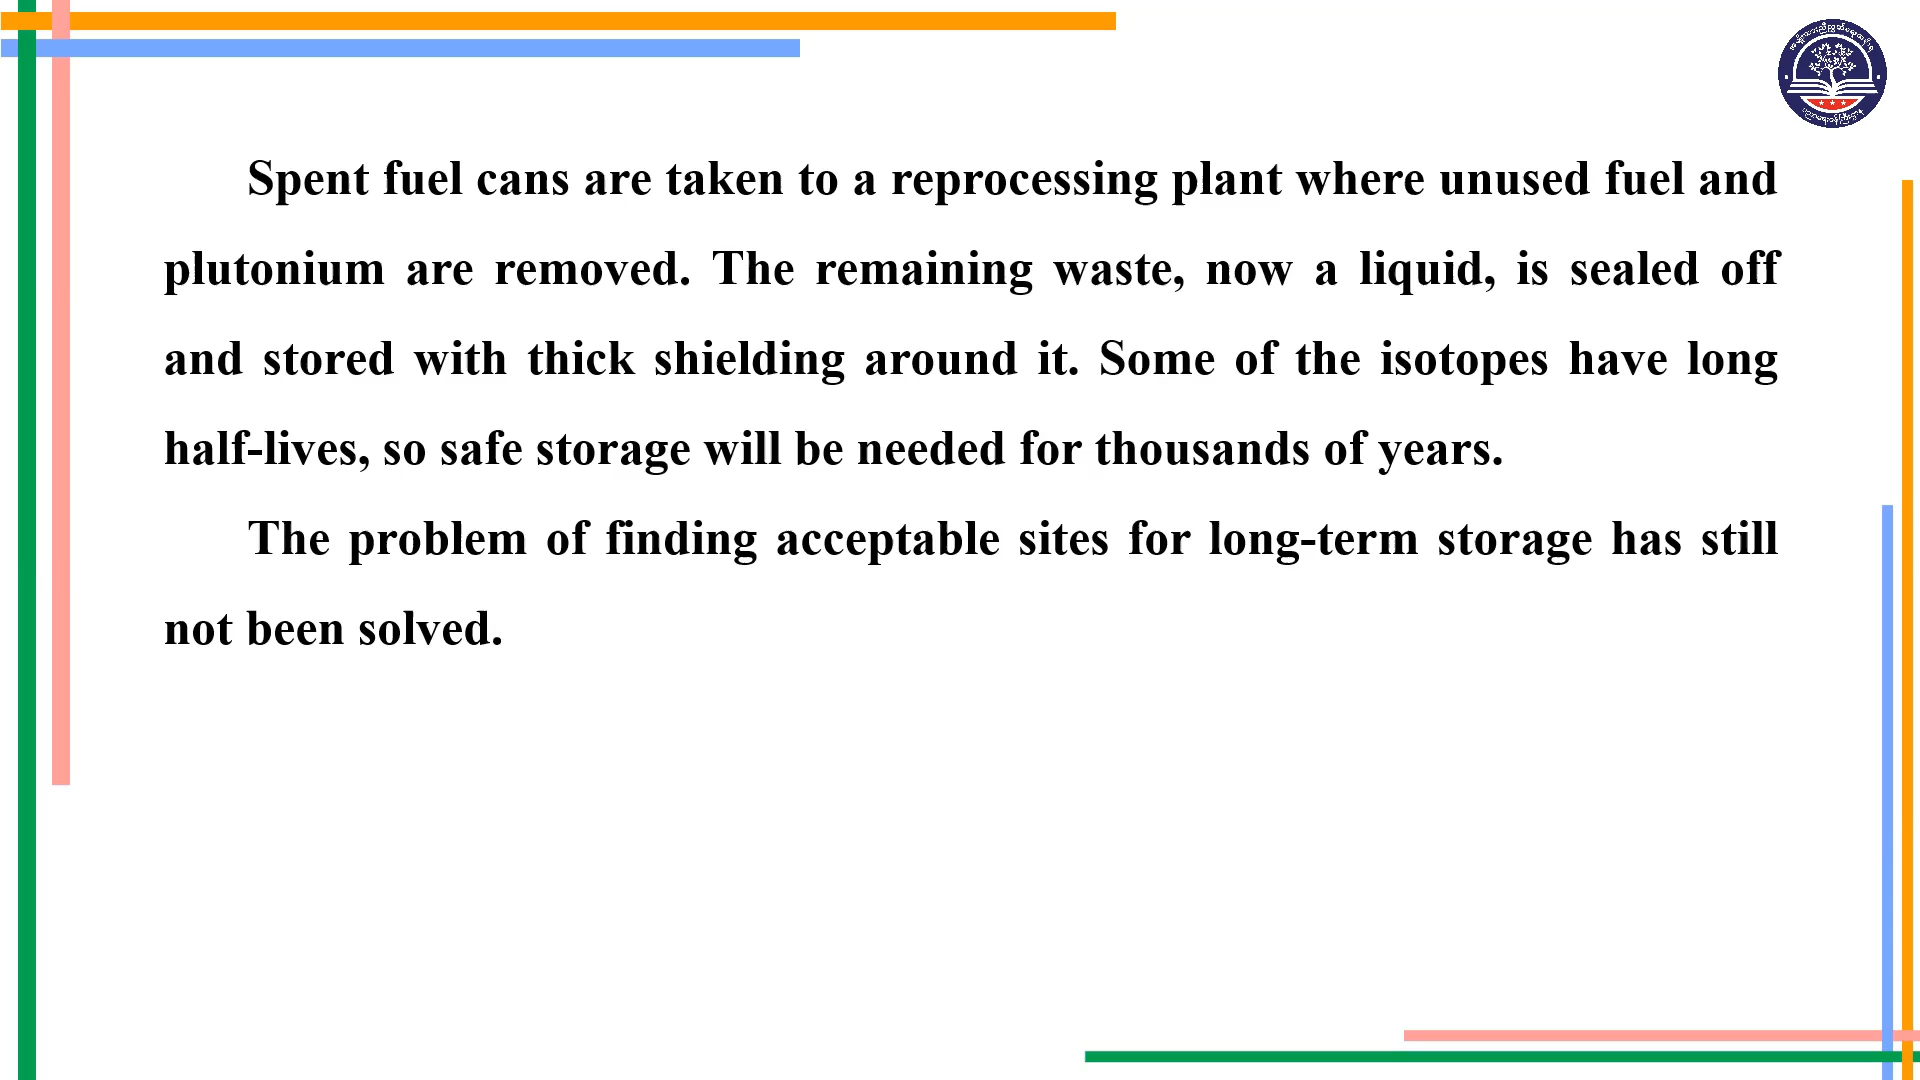 Spent fuel cans are taken to a reprocessing plant where unused fuel and
plutonium are removed. The remaining waste, now a liquid, is sealed off
and stored with thick shielding around it. Some of the isotopes have long
half-lives, so safe storage will be needed for thousands of years.
The problem of finding acceptable sites for long-term storage has still
not been solved.